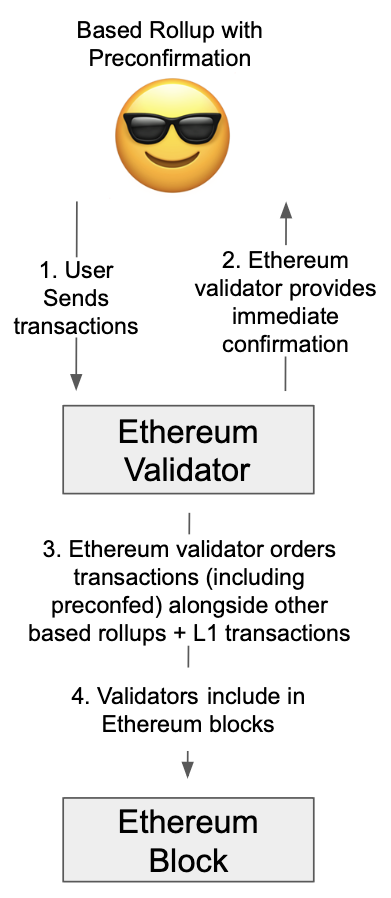 Based Rollup with
Preconfirmation
1. User
Sends
transactions
2. Ethereum
validator provides
immediate
confirmation
Ethereum
Validator
3. Ethereum validator orders
transactions (including
preconfed) alongside other
based rollups + L1 transactions
4. Validators include in
Ethereum blocks
Ethereum
Block